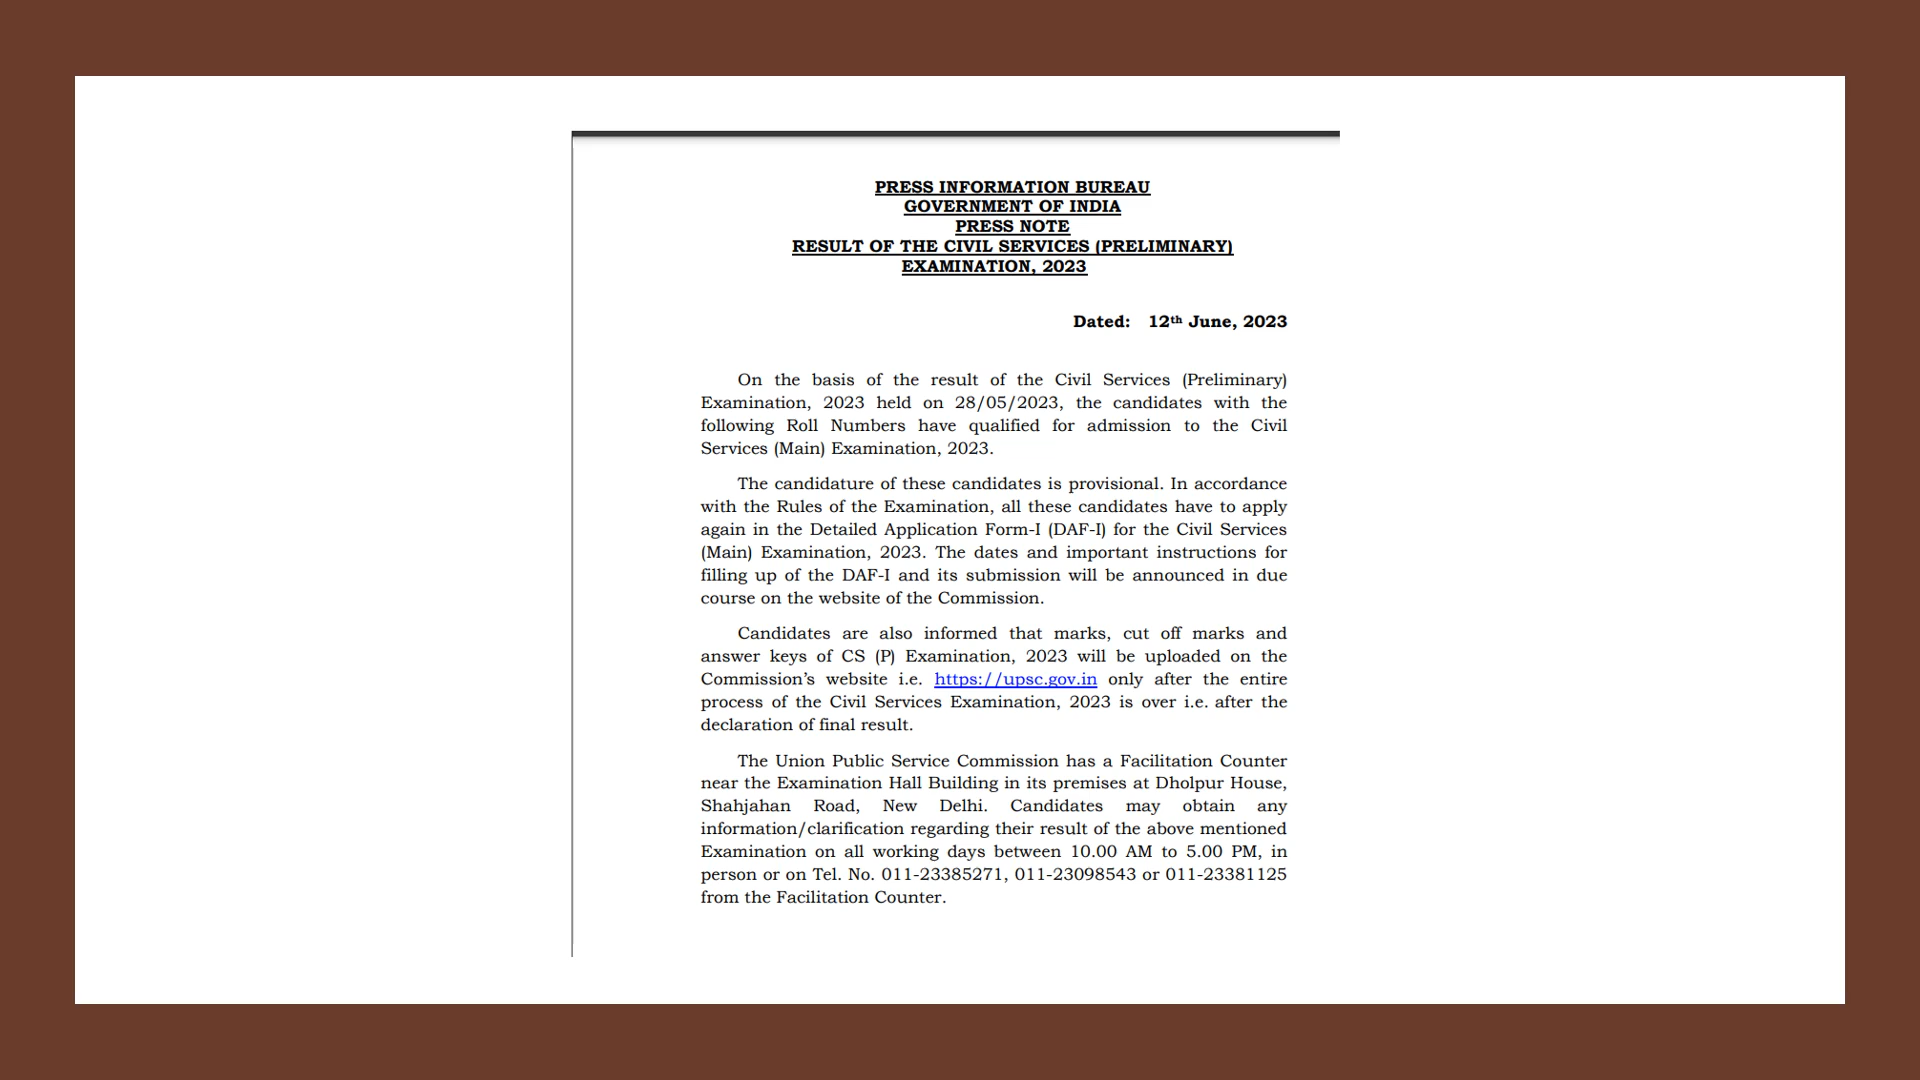 PRESS INFORMATION BUREAU
GOVERNMENT OF INDIA
PRESS NOTE
RESULT OF THE CIVIL SERVICES (PRELIMINARY)
EXAMINATION, 2023
Dated: 12th June, 2023
On the basis of the result of the Civil Services (Preliminary)
Examination, 2023 held on 28/05/2023, the candidates with the
following Roll Numbers have qualified for admission to the Civil
Services (Main) Examination, 2023.
The candidature of these candidates is provisional. In accordance
with the Rules of the Examination, all these candidates have to apply
again in the Detailed Application Form-I (DAF-I) for the Civil Services
(Main) Examination, 2023. The dates and important instructions for
filling up of the DAF-I and its submission will be announced in due
course on the website of the Commission.
Candidates are also informed that marks, cut off marks and
answer keys of CS (P) Examination, 2023 will be uploaded on the
Commission’s website i.e. https://upsc.gov.in only after the entire
process of the Civil Services Examination, 2023 is over i.e. after the
declaration of final result.
The Union Public Service Commission has a Facilitation Counter
near the Examination Hall Building in its premises at Dholpur House,
Shahjahan Road, New Delhi. Candidates may obtain any
information/clarification regarding their result of the above mentioned
Examination on all working days between 10.00 AM to 5.00 PM, in
person or on Tel. No. 011-23385271, 011-23098543 or 011-23381125
from the Facilitation Counter.